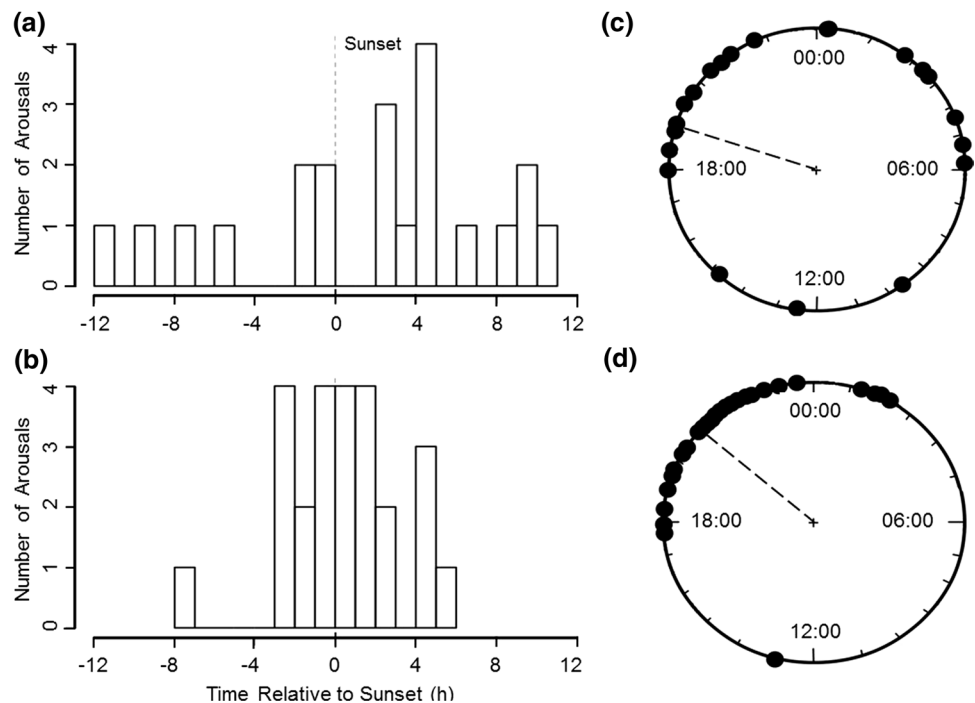 (a)
Sunset
Number of Arousals
4
3
2
1
0
-12 -8 -4 0 4 8 12
(b)
Number of Arousals
4
3
2
1
0
-12 -8 -4 0 4 8 12
Time Relative to Sunset (h)
(c)
00:00
18:00 06:00
12:00
(d)
00:00
18:00 06:00
12:00